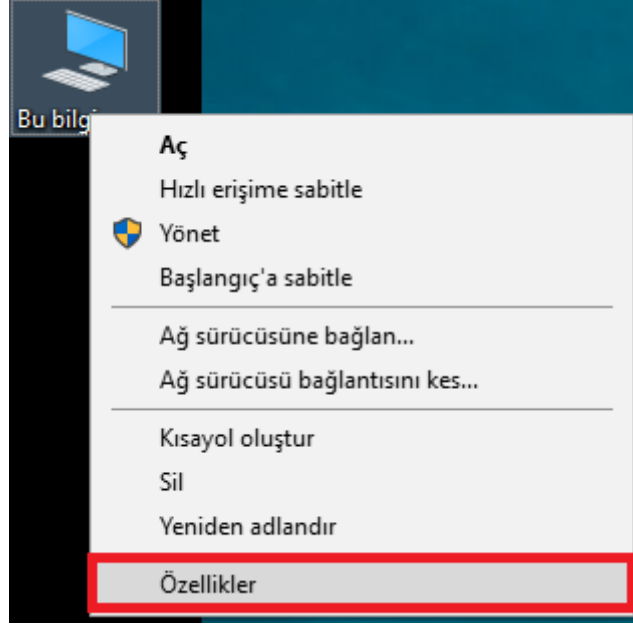 Bu bilgi
Aç
Hızlı erişime sabitle
Yönet
Başlangıç'a sabitle
Ağ sürücüsüne bağlan...
Ağ sürücüsü bağlantısını kes...
Kısayol oluştur
Sil
Yeniden adlandır
Özellikler